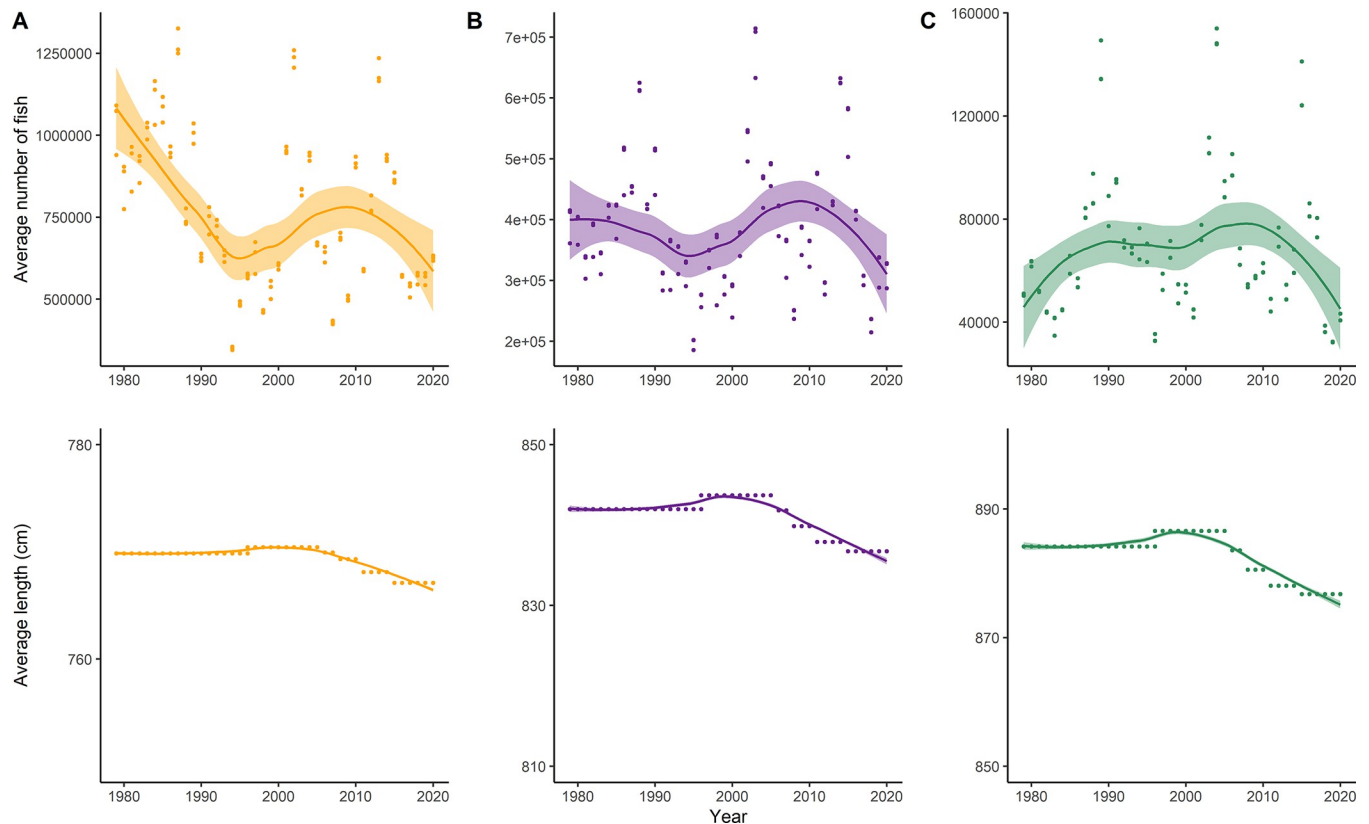 A
B
C
Average number of fish
1250000
1000000
750000
500000
1980 1990 2000 2010 2020
7e+05
6e+05
5e+05
4e+05
3e+05
2e+05
1980 1990 2000 2010 2020
160000
120000
80000
40000
1980 1990 2000 2010 2020
Average length (cm)
780
760
1980 1990 2000 2010 2020
850
830
810
1980 1990 2000 2010 2020
890
870
850
1980 1990 2000 2010 2020
Year